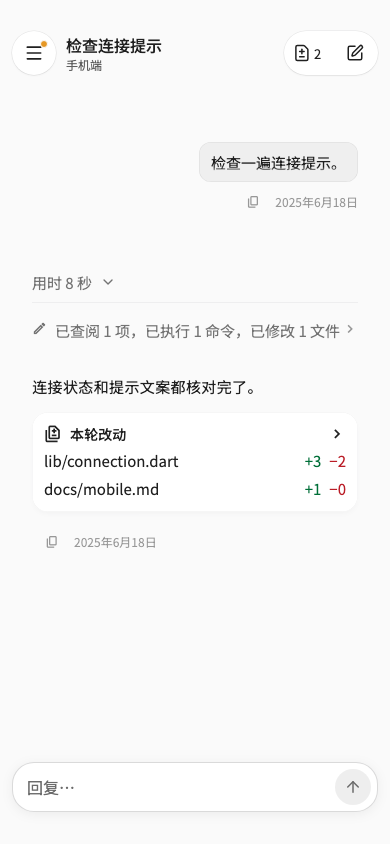 检查连接提示
手机端
2
检查一遍连接提示。
2025年6月18日
用时 8 秒
已查阅 1 项，已执行 1 命令，已修改 1 文件
连接状态和提示文案都核对完了。
本轮改动
lib/connection.dart +3 −2
docs/mobile.md +1 −0
2025年6月18日
回复…